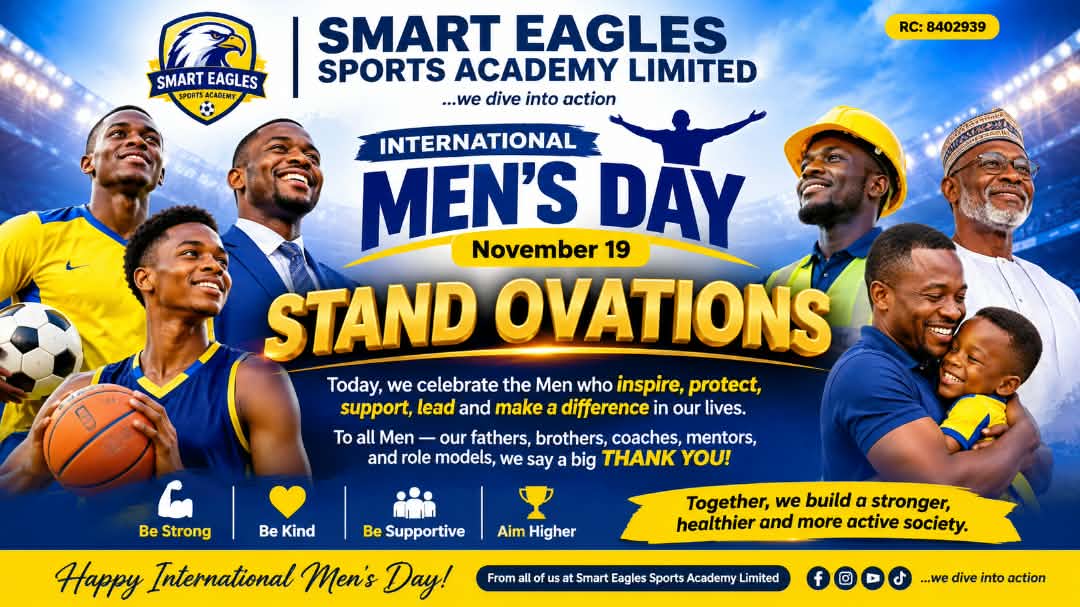 SMART EAGLES
SPORTS ACADEMY
SMART EAGLES
SPORTS ACADEMY LIMITED
...we dive into action
RC: 8402939
INTERNATIONAL
MEN'S DAY
November 19
STAND OVATIONS
Today, we celebrate the Men who inspire, protect,
support, lead and make a difference in our lives.
To all Men — our fathers, brothers, coaches, mentors,
and role models, we say a big THANK YOU!
Be Strong
Be Kind
Be Supportive
Aim Higher
Together, we build a stronger,
healthier and more active society.
Happy International Men's Day!
From all of us at Smart Eagles Sports Academy Limited
...we dive into action